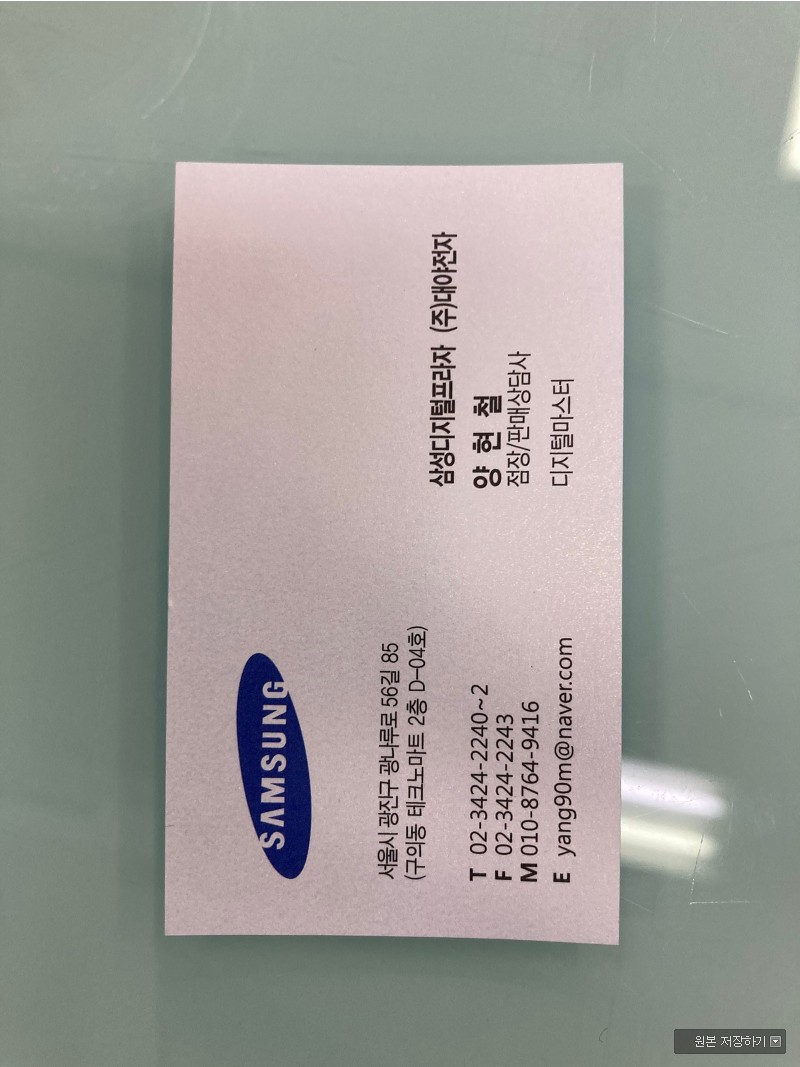 SAMSUNG
삼성디지털프라자 (주)대야전자
양 현 철
점장/판매상담사
디지털마스터
서울시 광진구 광나루로 56길 85
(구의동 테크노마트 2층 D-04호)
T 02-3424-2240~2
F 02-3424-2243
M 010-8764-9416
E yang90m@naver.com
원본 저장하기